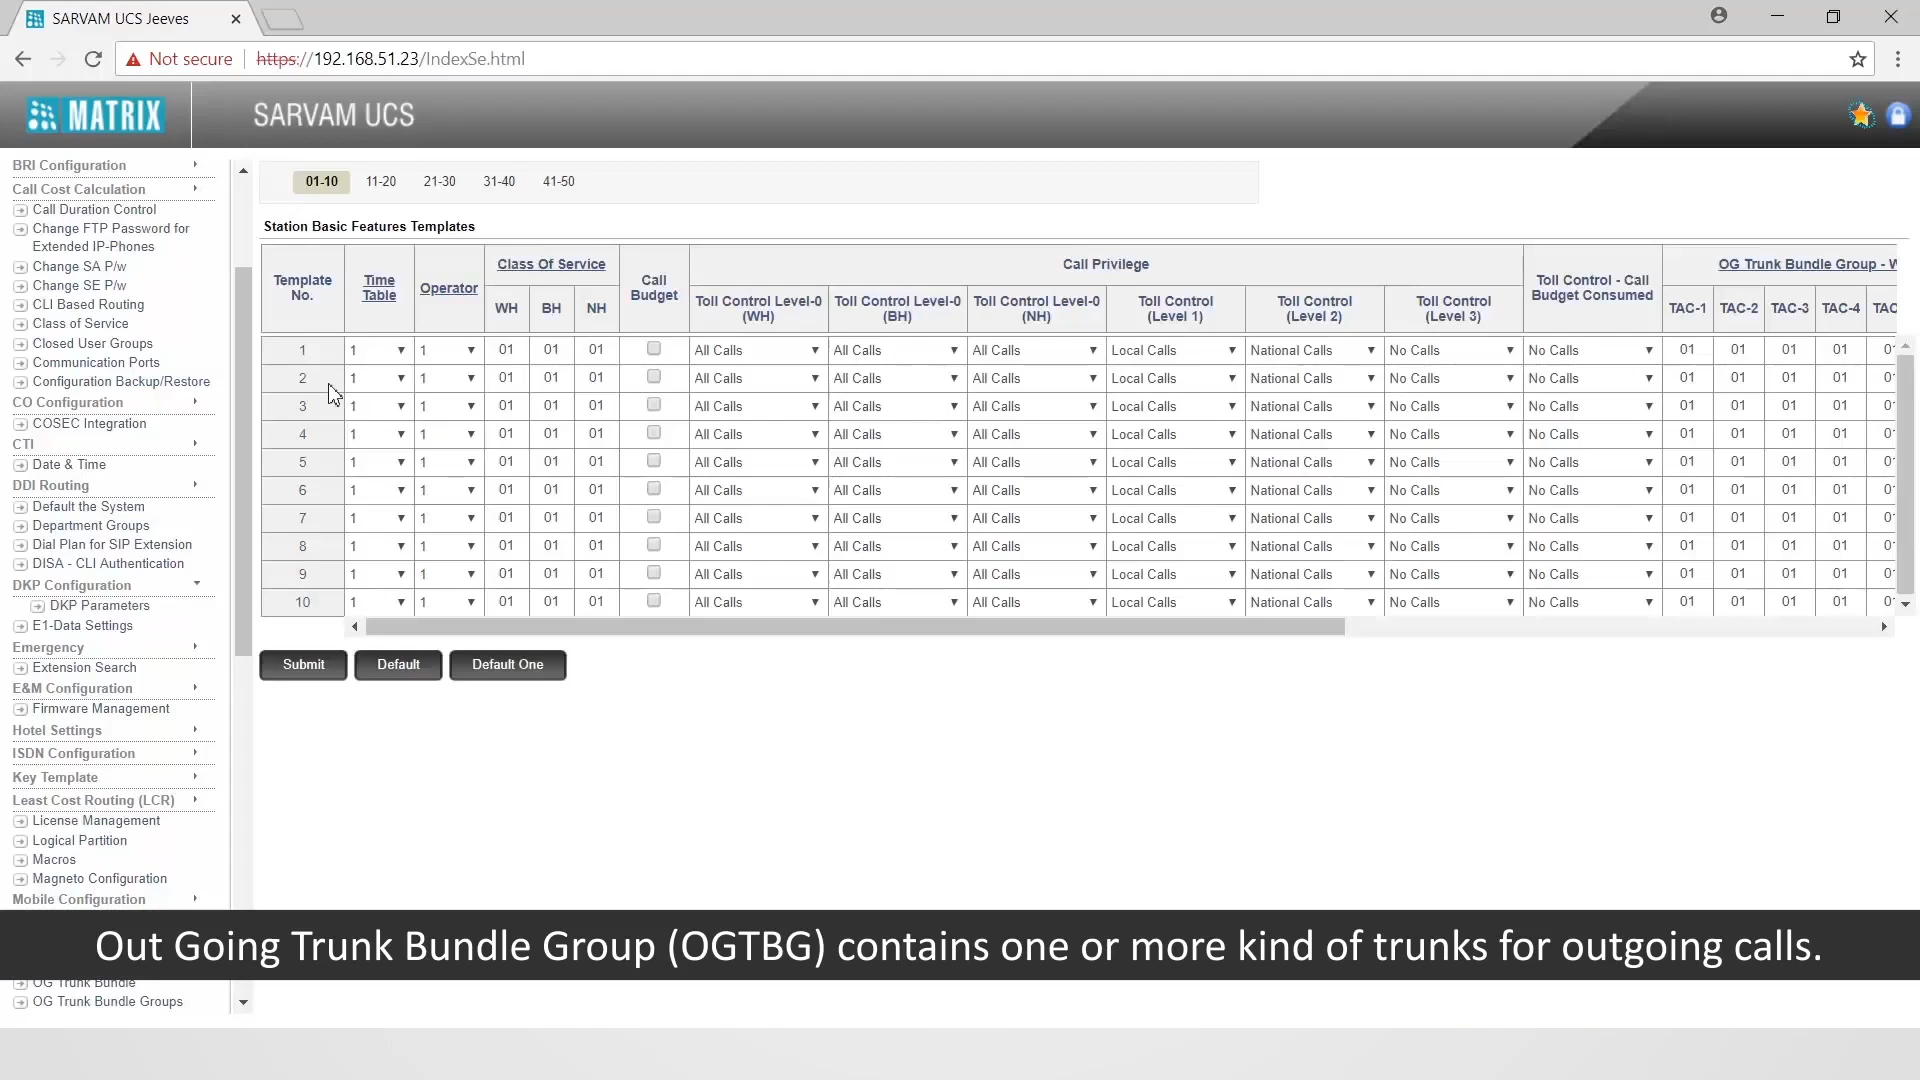 SARVAM UCS Jeeves
Not secure https://192.168.51.23/IndexSe.html
MATRIX SARVAM UCS
BRI Configuration
Call Cost Calculation
Call Duration Control
Change FTP Password for
Extended IP-Phones
Change SA P/w
Change SE P/w
CLI Based Routing
Class of Service
Closed User Groups
Communication Ports
Configuration Backup/Restore
CO Configuration
COSEC Integration
CTI
Date & Time
DDI Routing
Default the System
Department Groups
Dial Plan for SIP Extension
DISA - CLI Authentication
DKP Configuration
DKP Parameters
E1-Data Settings
Emergency
Extension Search
E&M Configuration
Firmware Management
Hotel Settings
ISDN Configuration
Key Template
Least Cost Routing (LCR)
License Management
Logical Partition
Macros
Magneto Configuration
Mobile Configuration
OG Trunk Bundle
OG Trunk Bundle Groups
01-10 11-20 21-30 31-40 41-50
Station Basic Features Templates
Template No. Time Table Operator Class Of Service Call Budget Call Privilege Toll Control - Call Budget Consumed OG Trunk Bundle Group - W
WH BH NH Toll Control Level-0 (WH) Toll Control Level-0 (BH) Toll Control Level-0 (NH) Toll Control (Level 1) Toll Control (Level 2) Toll Control (Level 3) TAC-1 TAC-2 TAC-3 TAC-4 TAC
1 1 1 01 01 01 All Calls All Calls All Calls Local Calls National Calls No Calls No Calls 01 01 01 01 0
2 1 1 01 01 01 All Calls All Calls All Calls Local Calls National Calls No Calls No Calls 01 01 01 01 0
3 1 1 01 01 01 All Calls All Calls All Calls Local Calls National Calls No Calls No Calls 01 01 01 01 0
4 1 1 01 01 01 All Calls All Calls All Calls Local Calls National Calls No Calls No Calls 01 01 01 01 0
5 1 1 01 01 01 All Calls All Calls All Calls Local Calls National Calls No Calls No Calls 01 01 01 01 0
6 1 1 01 01 01 All Calls All Calls All Calls Local Calls National Calls No Calls No Calls 01 01 01 01 0
7 1 1 01 01 01 All Calls All Calls All Calls Local Calls National Calls No Calls No Calls 01 01 01 01 0
8 1 1 01 01 01 All Calls All Calls All Calls Local Calls National Calls No Calls No Calls 01 01 01 01 0
9 1 1 01 01 01 All Calls All Calls All Calls Local Calls National Calls No Calls No Calls 01 01 01 01 0
10 1 1 01 01 01 All Calls All Calls All Calls Local Calls National Calls No Calls No Calls 01 01 01 01 0
Submit Default Default One
Out Going Trunk Bundle Group (OGTBG) contains one or more kind of trunks for outgoing calls.